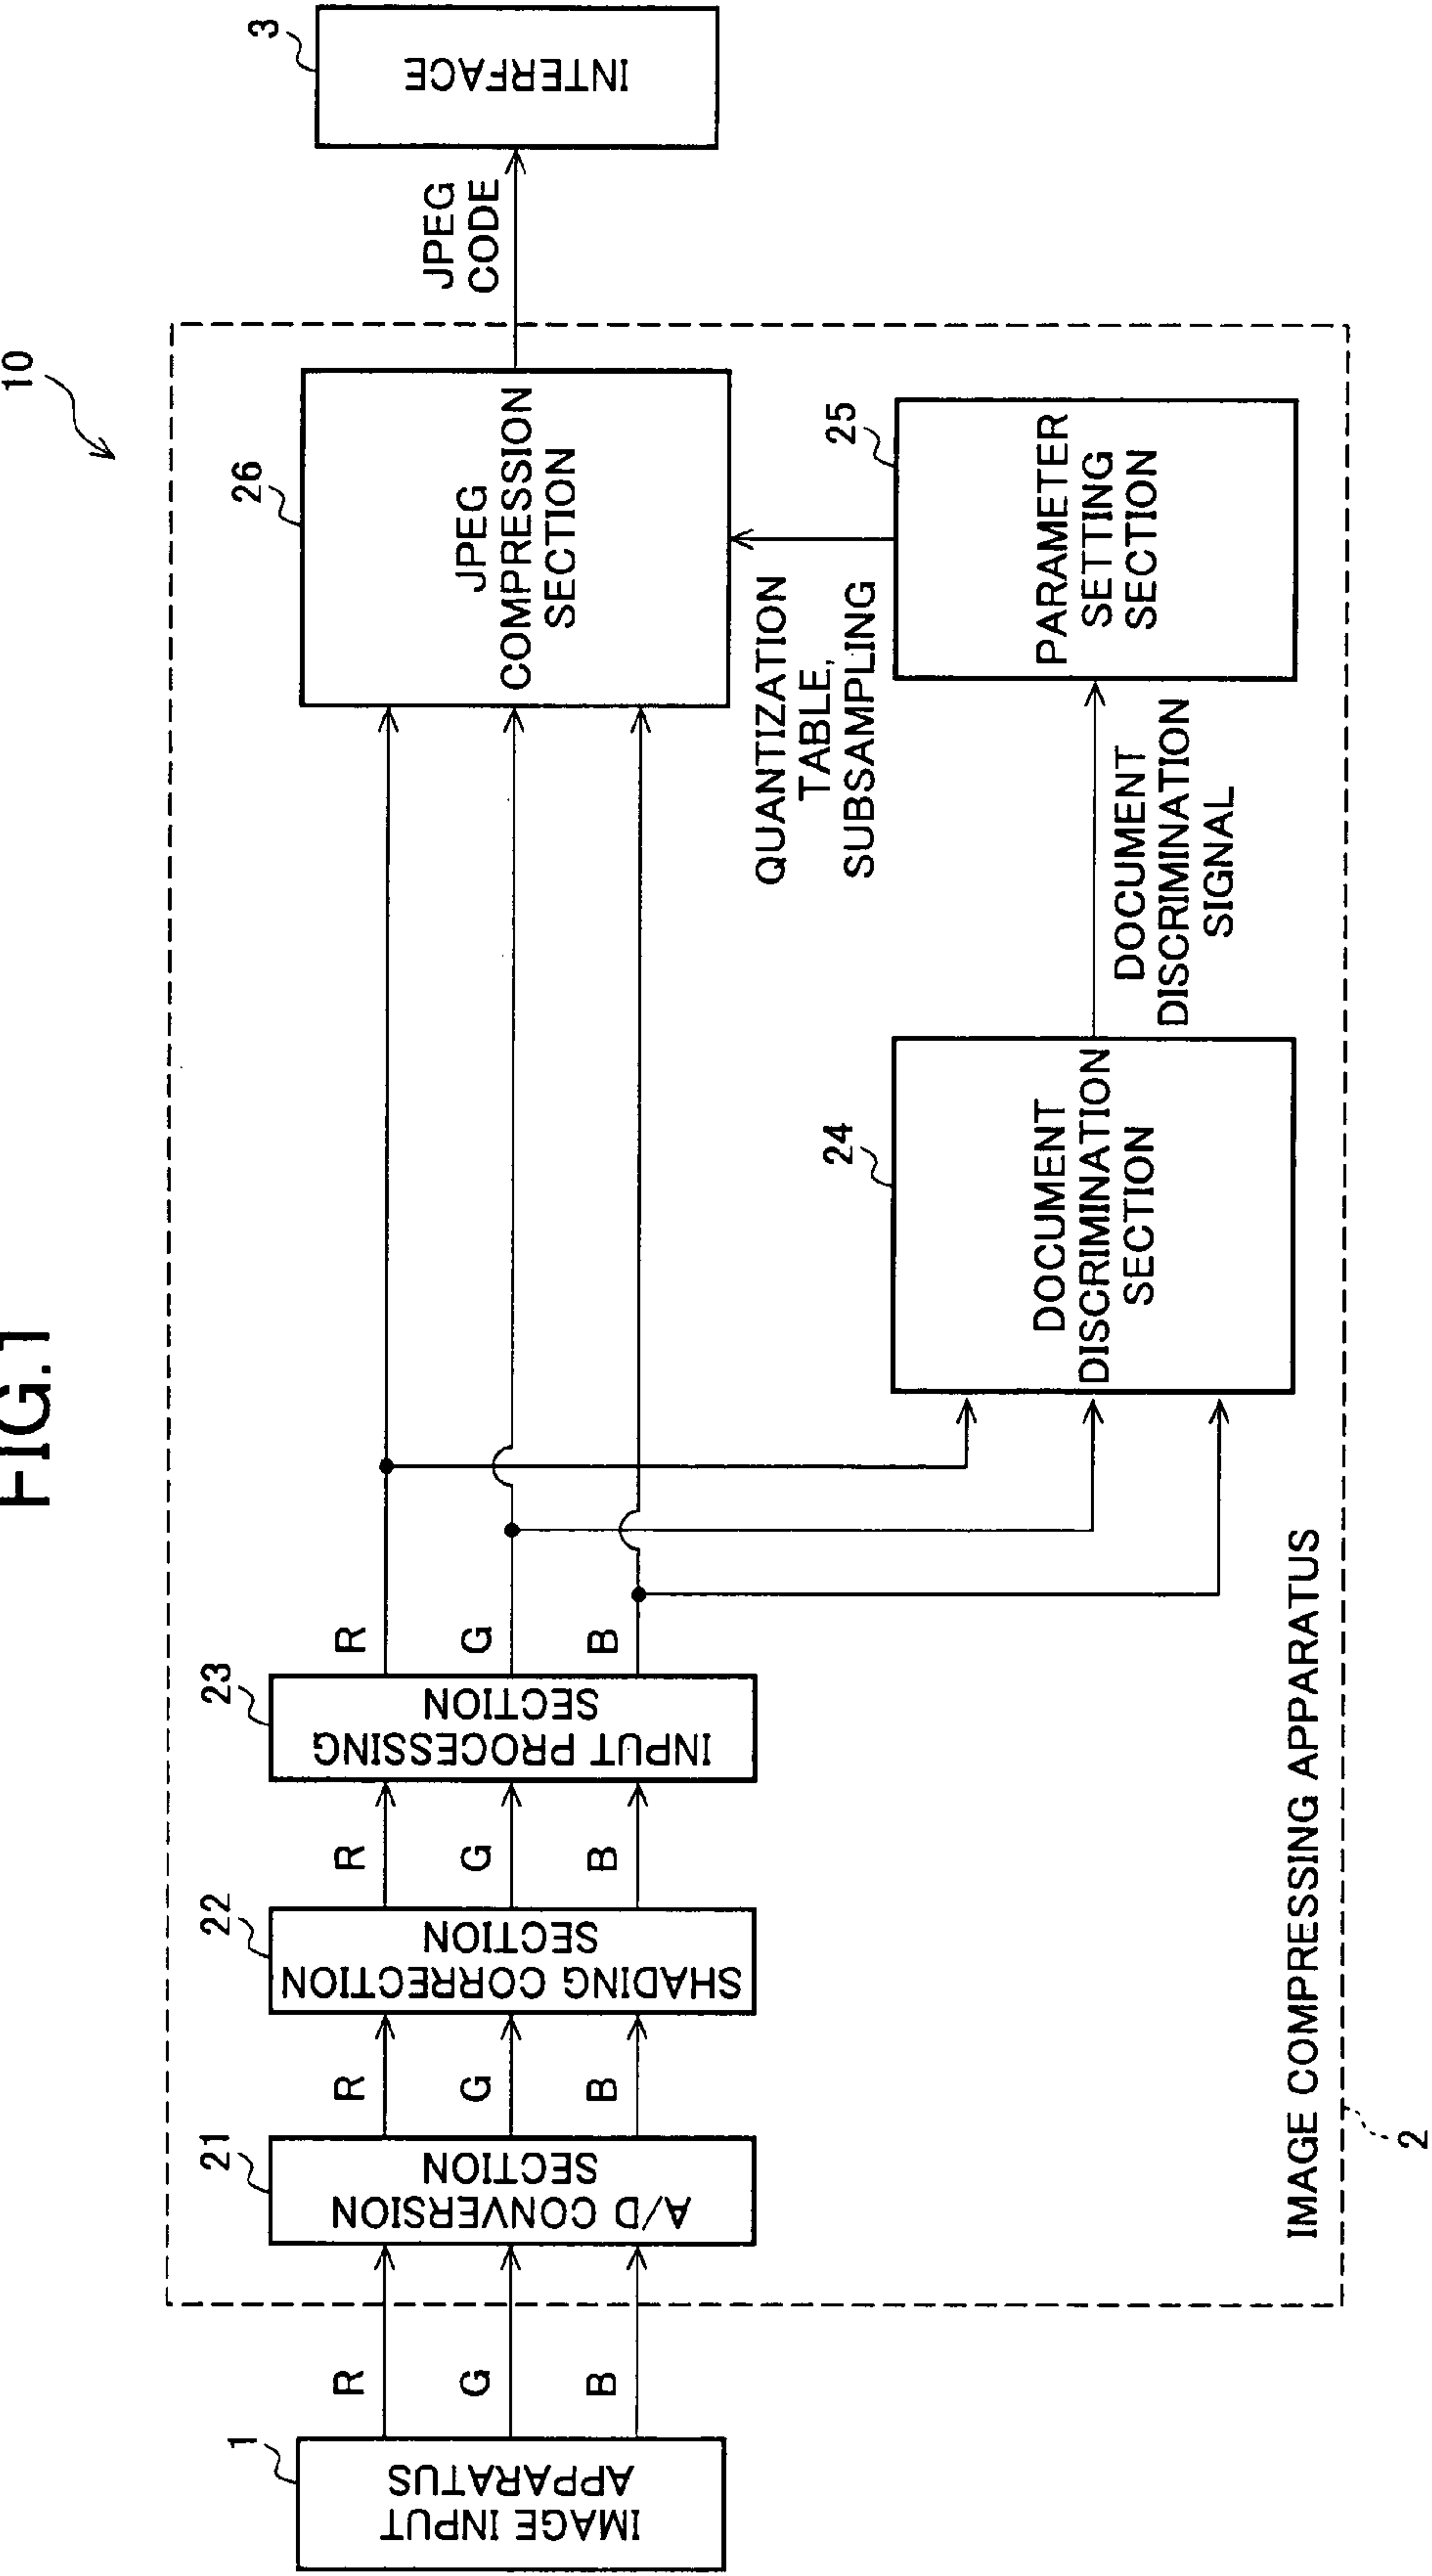 FIG.1
10
1
IMAGE INPUT
APPARATUS
R
G
B
21
A/D CONVERSION
SECTION
R
G
B
22
SHADING CORRECTION
SECTION
R
G
B
23
INPUT PROCESSING
SECTION
R
G
B
26
JPEG
COMPRESSION
SECTION
JPEG
CODE
3
INTERFACE
QUANTIZATION
TABLE,
SUBSAMPLING
24
DOCUMENT
DISCRIMINATION
SECTION
DOCUMENT
DISCRIMINATION
SIGNAL
25
PARAMETER
SETTING
SECTION
IMAGE COMPRESSING APPARATUS
2